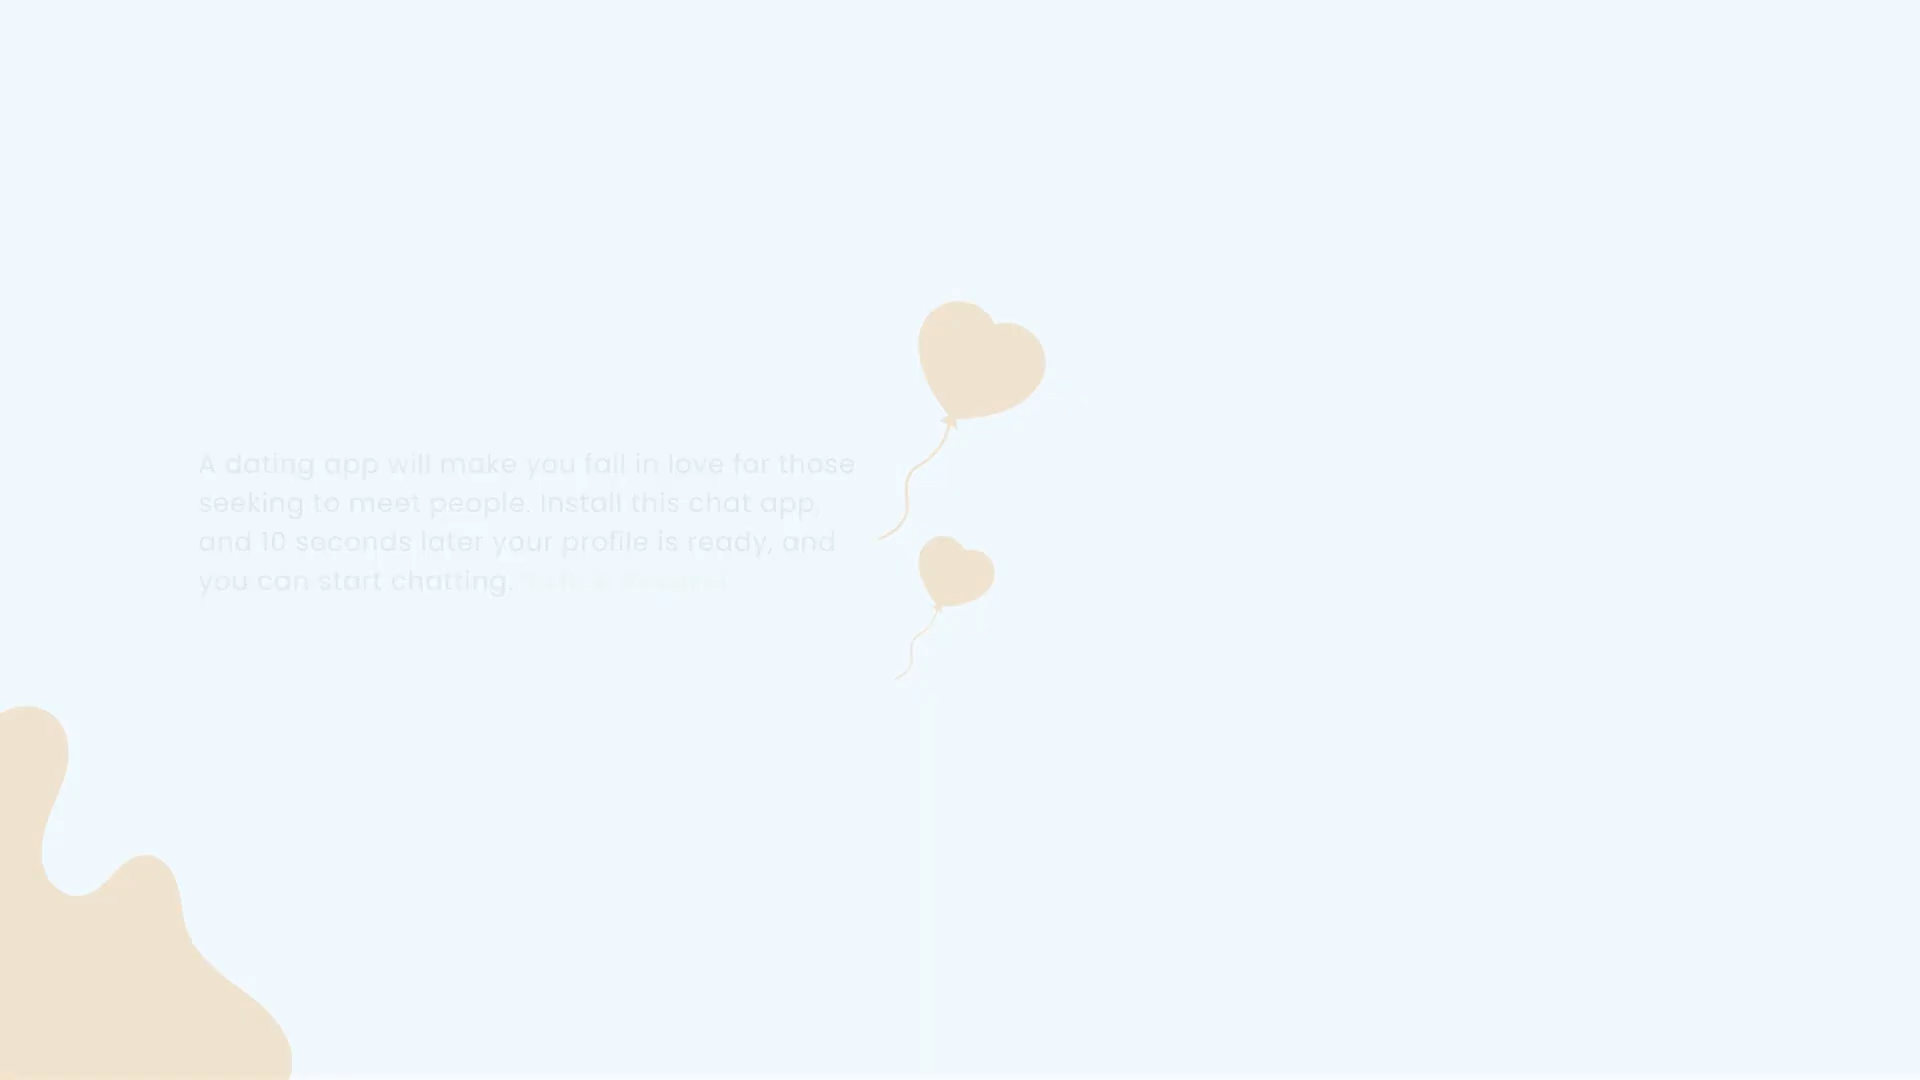 A dating app will make you fall in love for those
seeking to meet people. Install this chat app,
and 10 seconds later your profile is ready, and
you can start chatting.